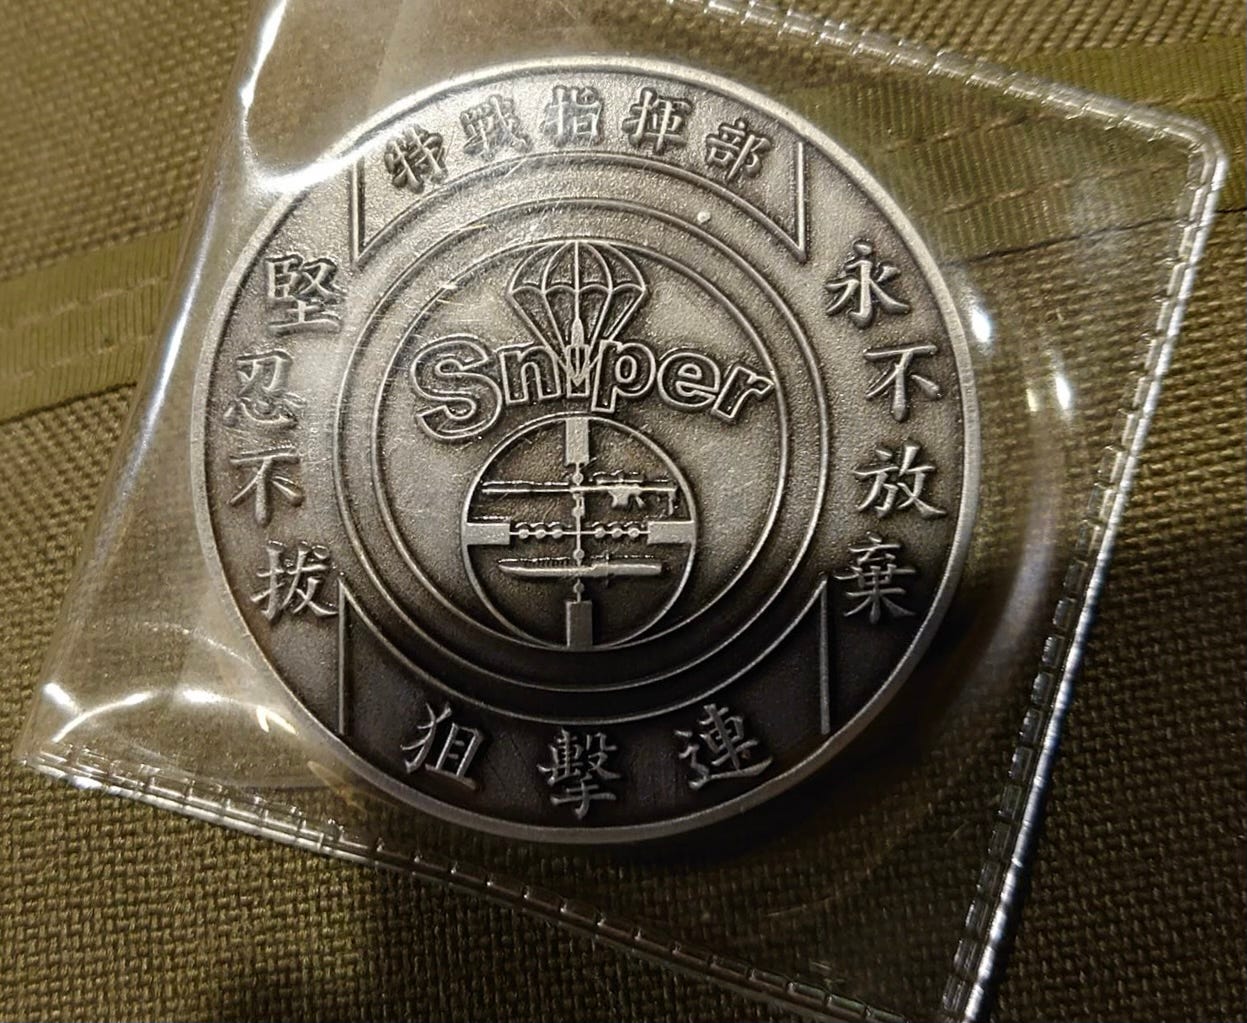 特戰指揮部
堅忍不拔
永不放棄
Sniper
狙擊連